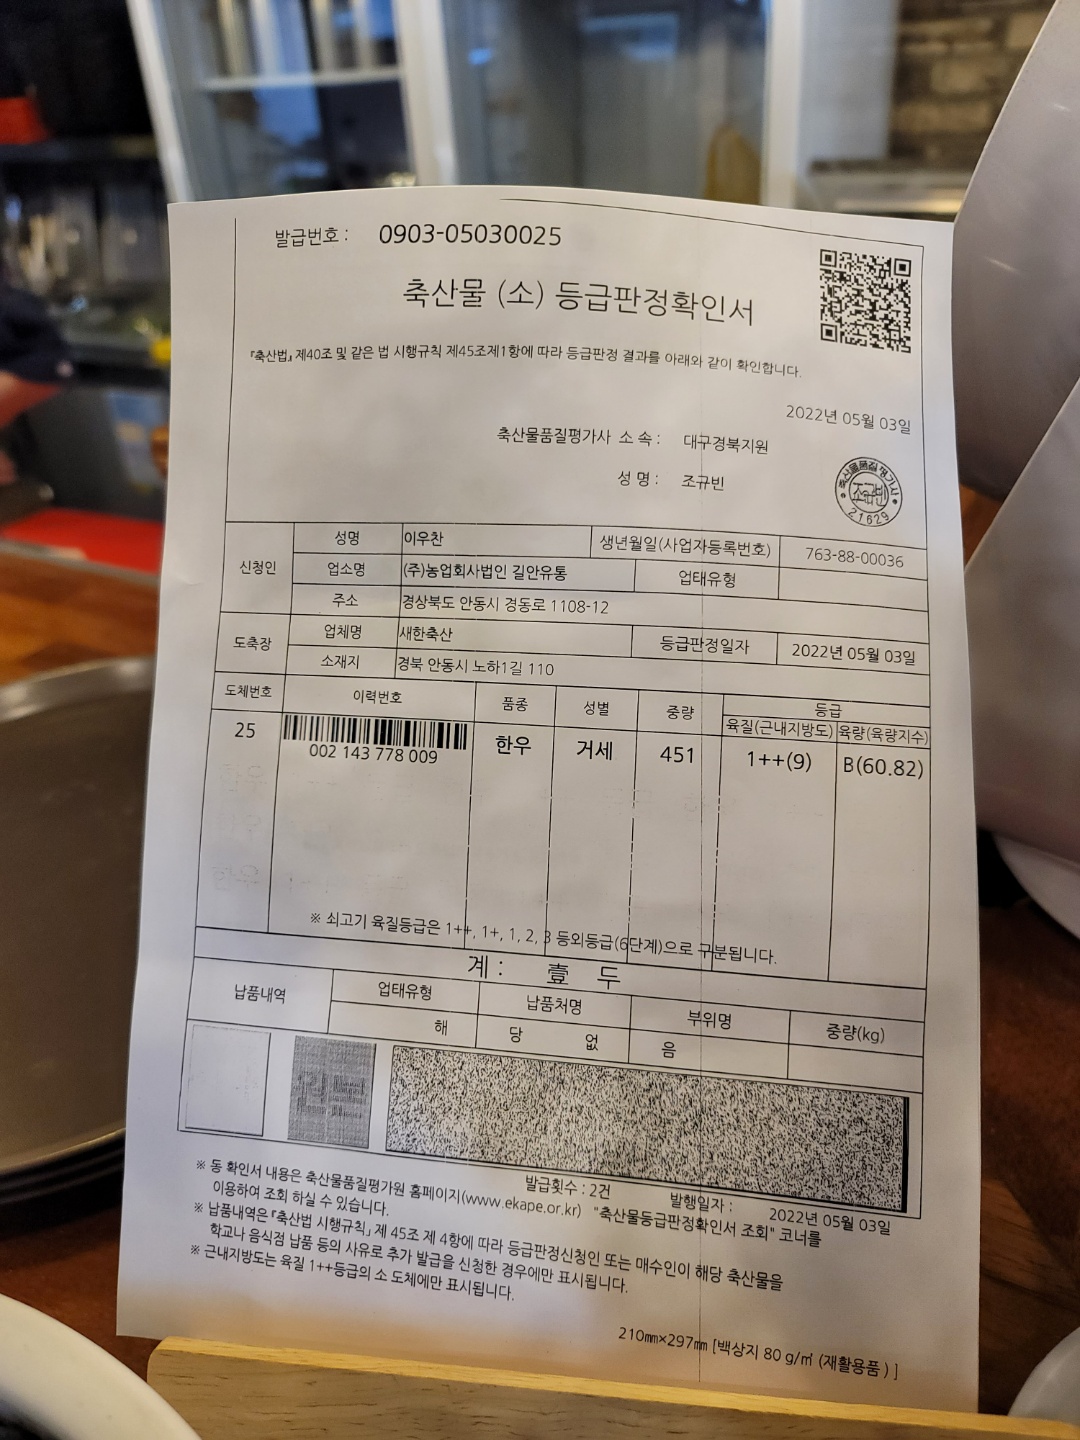 발급번호 : 0903-05030025
축산물 (소) 등급판정확인서
『축산법』 제40조 및 같은 법 시행규칙 제45조제1항에 따라 등급판정 결과를 아래와 같이 확인합니다.
2022년 05월 03일
축산물품질평가사 소 속 : 대구경북지원
성 명 : 조규빈
축산물품질평가사
조규빈
21629
신청인 성명 이우찬 생년월일(사업자등록번호) 763-88-00036
업소명 (주)농업회사법인 길안유통 업태유형
주소 경상북도 안동시 경동로 1108-12
도축장 업체명 새한축산 등급판정일자 2022년 05월 03일
소재지 경북 안동시 노하1길 110
도체번호 이력번호 품종 성별 중량 등급
육질(근내지방도) 육량(육량지수)
25 002 143 778 009 한우 거세 451 1++(9) B(60.82)
※ 쇠고기 육질등급은 1++, 1+, 1, 2, 3 등외등급(6단계)으로 구분됩니다.
계 : 壹 두
납품내역 업태유형 납품처명 부위명 중량(kg)
해 당 없 음
발급횟수 : 2건 발행일자 : 2022년 05월 03일
※ 동 확인서 내용은 축산물품질평가원 홈페이지(www.ekape.or.kr) "축산물등급판정확인서 조회" 코너를
이용하여 조회 하실 수 있습니다.
※ 납품내역은 『축산법 시행규칙』 제 45조 제 4항에 따라 등급판정신청인 또는 매수인이 해당 축산물을
학교나 음식점 납품 등의 사유로 추가 발급을 신청한 경우에만 표시됩니다.
※ 근내지방도는 육질 1++등급의 소 도체에만 표시됩니다.
210㎜×297㎜ [백상지 80 g/㎡ (재활용품) ]